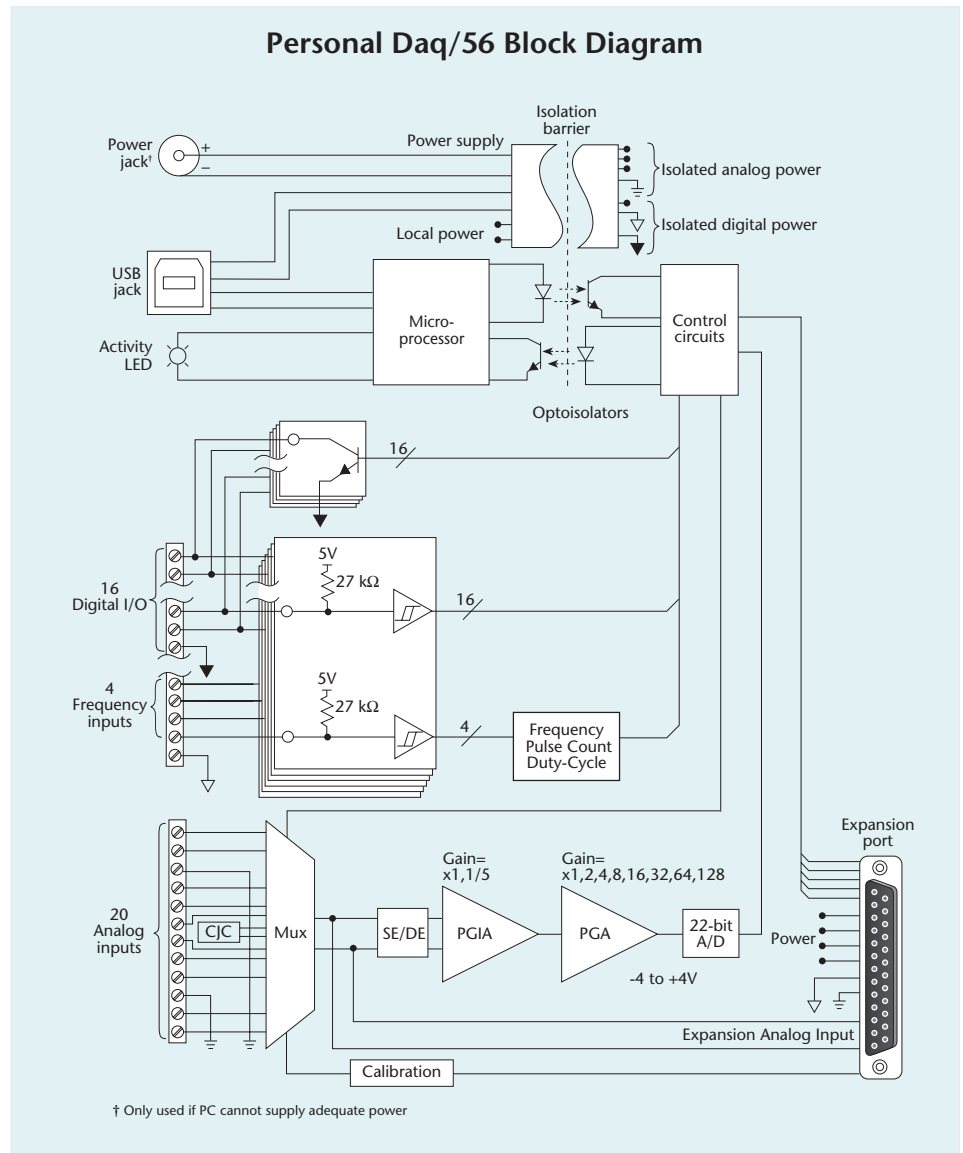 Personal Daq/56 Block Diagram
Isolation
barrier
Power
jack†
+
–
Power supply
Isolated analog power
Isolated digital power
Local power
USB
jack
Micro-
processor
Control
circuits
Activity
LED
Optoisolators
16
5V
27 kΩ
16
Digital I/O
16
4
Frequency
inputs
5V
27 kΩ
4
Frequency
Pulse Count
Duty-Cycle
Expansion
port
Gain=
x1,1/5
Gain=
x1,2,4,8,16,32,64,128
20
Analog
inputs
CJC
Mux
SE/DE
PGIA
PGA
22-bit
A/D
Power
-4 to +4V
Expansion Analog Input
Calibration
† Only used if PC cannot supply adequate power